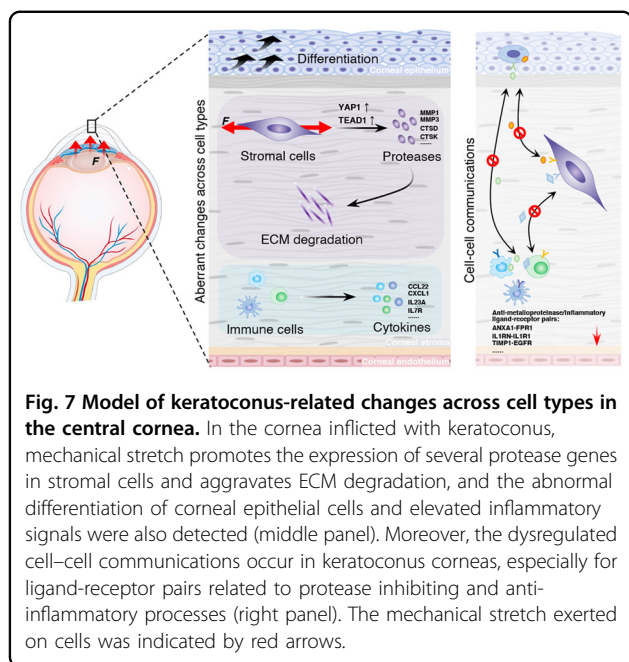 Differentiation
Corneal epithelium
Aberrant changes across cell types
F
YAP1 ↑
TEAD1 ↑
MMP1
MMP3
CTSD
CTSK
......
Stromal cells
Proteases
ECM degradation
F
CCL22
CXCL1
IL23A
IL7R
......
Immune cells
Cytokines
Corneal stroma
Corneal endothelium
Cell-cell communications
Anti-metalloproteinase/Inflammatory
ligand-receptor pairs:
ANXA1-FPR1
IL1RN-IL1R1
TIMP1-EGFR
......
Fig. 7 Model of keratoconus-related changes across cell types in
the central cornea. In the cornea inflicted with keratoconus,
mechanical stretch promotes the expression of several protease genes
in stromal cells and aggravates ECM degradation, and the abnormal
differentiation of corneal epithelial cells and elevated inflammatory
signals were also detected (middle panel). Moreover, the dysregulated
cell–cell communications occur in keratoconus corneas, especially for
ligand-receptor pairs related to protease inhibiting and anti-
inflammatory processes (right panel). The mechanical stretch exerted
on cells was indicated by red arrows.